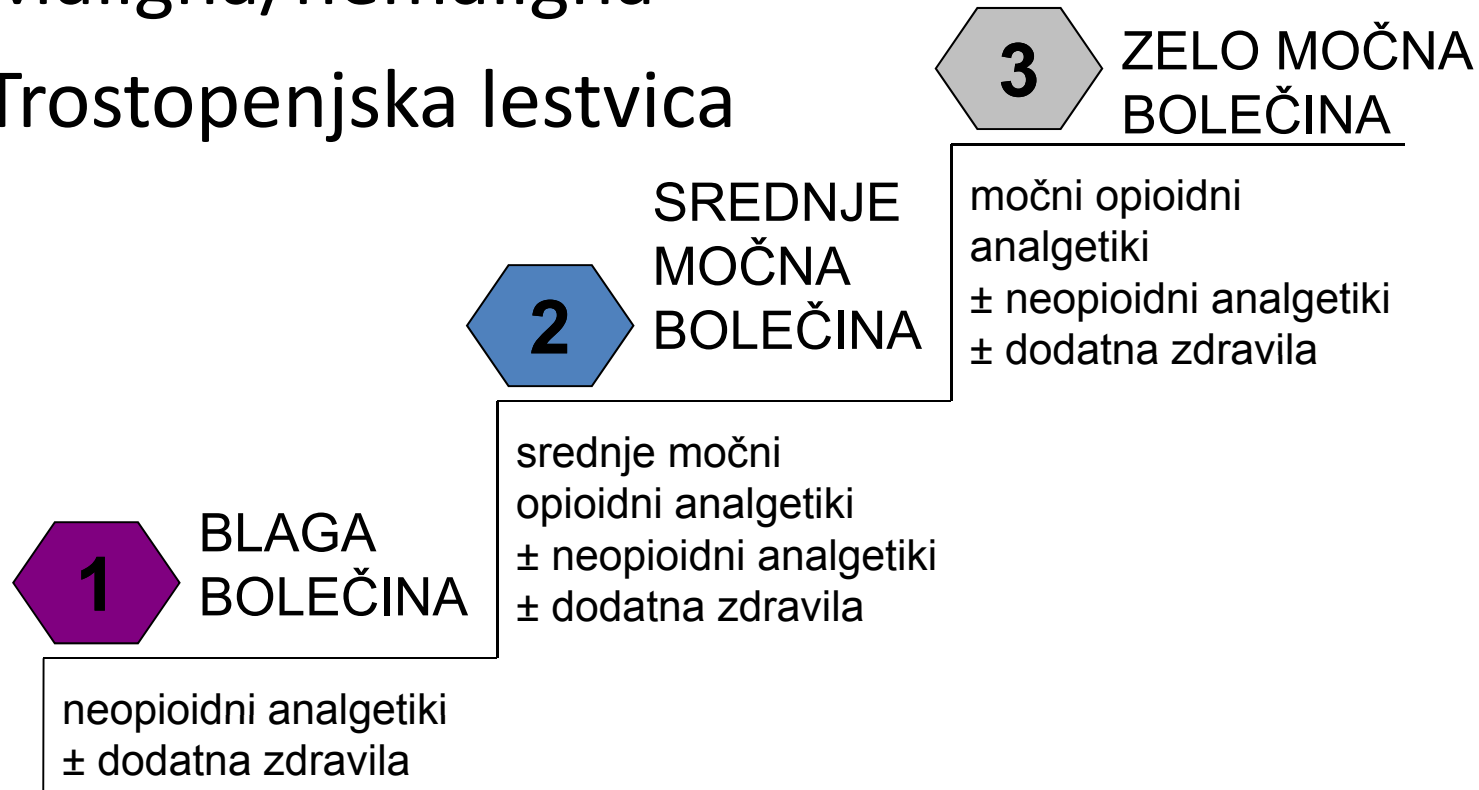 Trostopenjska lestvica
3
ZELO MOČNA
BOLEČINA
močni opioidni
analgetiki
± neopioidni analgetiki
± dodatna zdravila
2
SREDNJE
MOČNA
BOLEČINA
srednje močni
opioidni analgetiki
± neopioidni analgetiki
± dodatna zdravila
1
BLAGA
BOLEČINA
neopioidni analgetiki
± dodatna zdravila